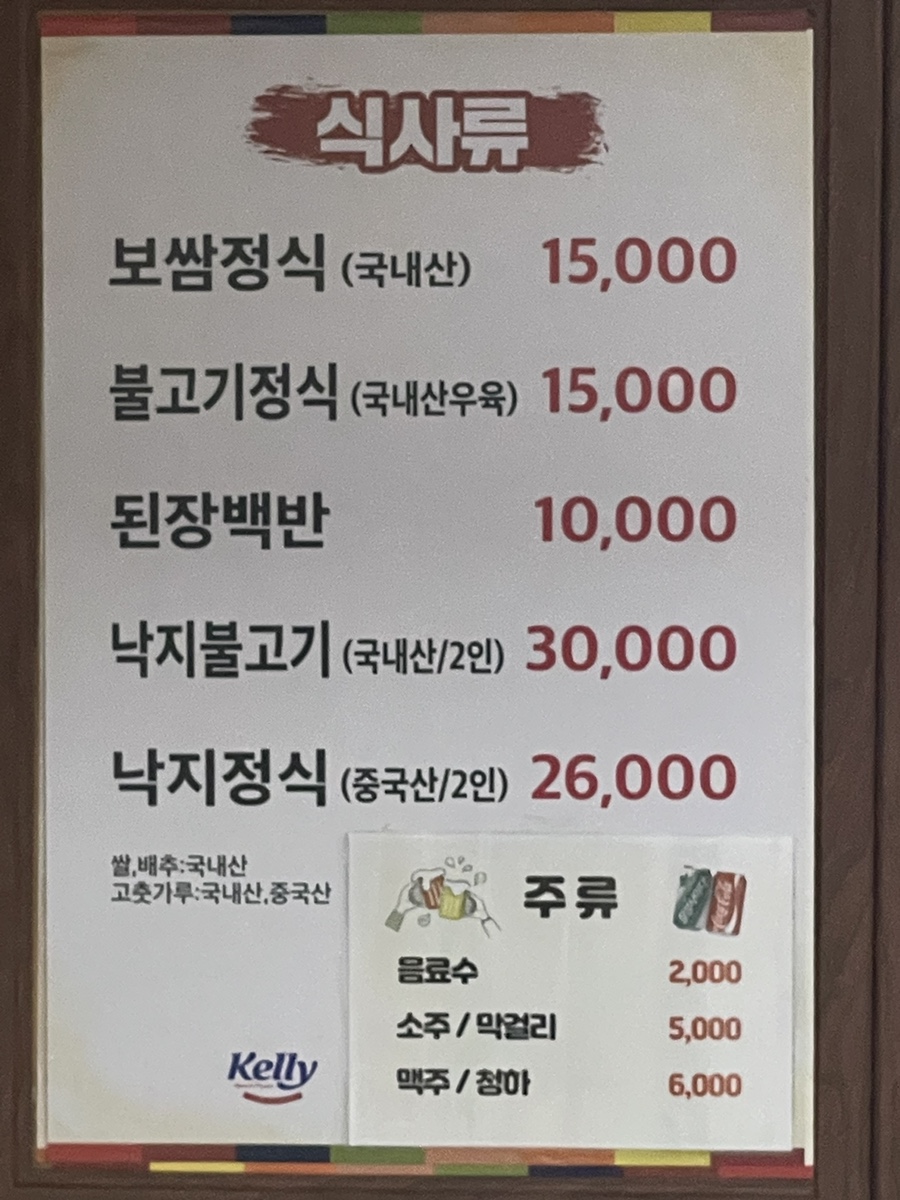 식사류
보쌈정식 (국내산) 15,000
불고기정식 (국내산우육) 15,000
된장백반 10,000
낙지불고기 (국내산/2인) 30,000
낙지정식 (중국산/2인) 26,000
쌀,배추:국내산
고춧가루:국내산,중국산
주류
음료수 2,000
소주 / 막걸리 5,000
맥주 / 청하 6,000
Kelly